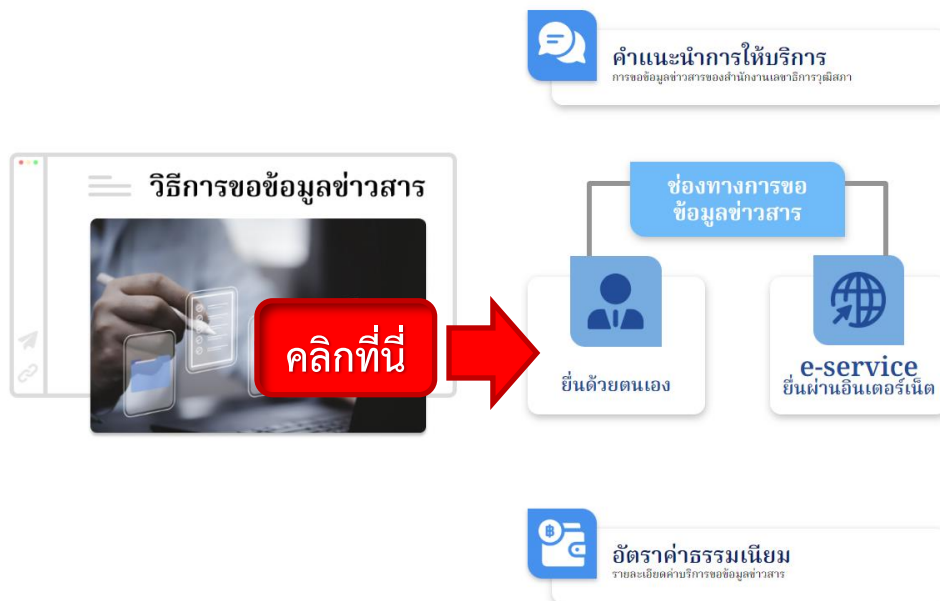 คำแนะนำการให้บริการ
การขอข้อมูลข่าวสารของสำนักงานเลขาธิการวุฒิสภา
วิธีการขอข้อมูลข่าวสาร
ช่องทางการขอ
ข้อมูลข่าวสาร
คลิกที่นี่
ยื่นด้วยตนเอง
e-service
ยื่นผ่านอินเตอร์เน็ต
อัตราค่าธรรมเนียม
รายละเอียดค่าบริการขอข้อมูลข่าวสาร